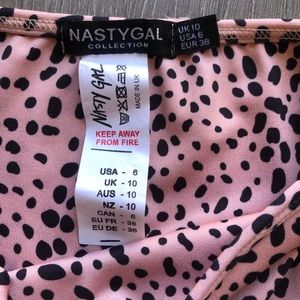 NASTYGAL
COLLECTION
UK 10
USA 6
EUR 38
NASTY GAL
MADE IN UK
KEEP AWAY
FROM FIRE
USA - 6
UK - 10
AUS - 10
NZ - 10
CAN - 6
EU FR - 38
EU DE - 36